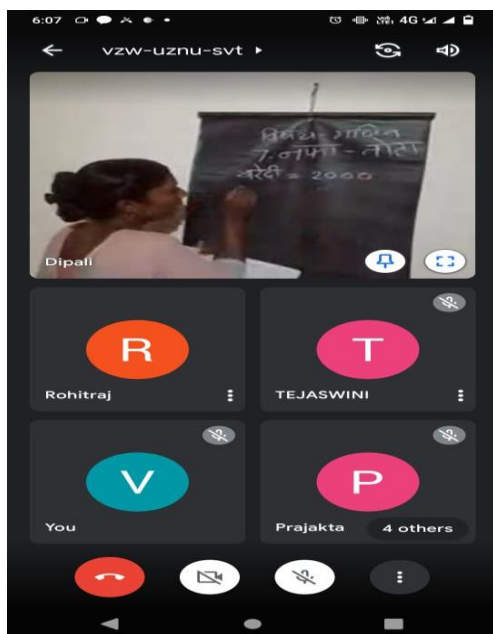 6:07
4G
vzw-uznu-svt
विषय - गणित
7. नफा - तोटा
खरेदी = 2000
Dipali
R
T
Rohitraj
TEJASWINI
V
P
You
Prajakta
4 others